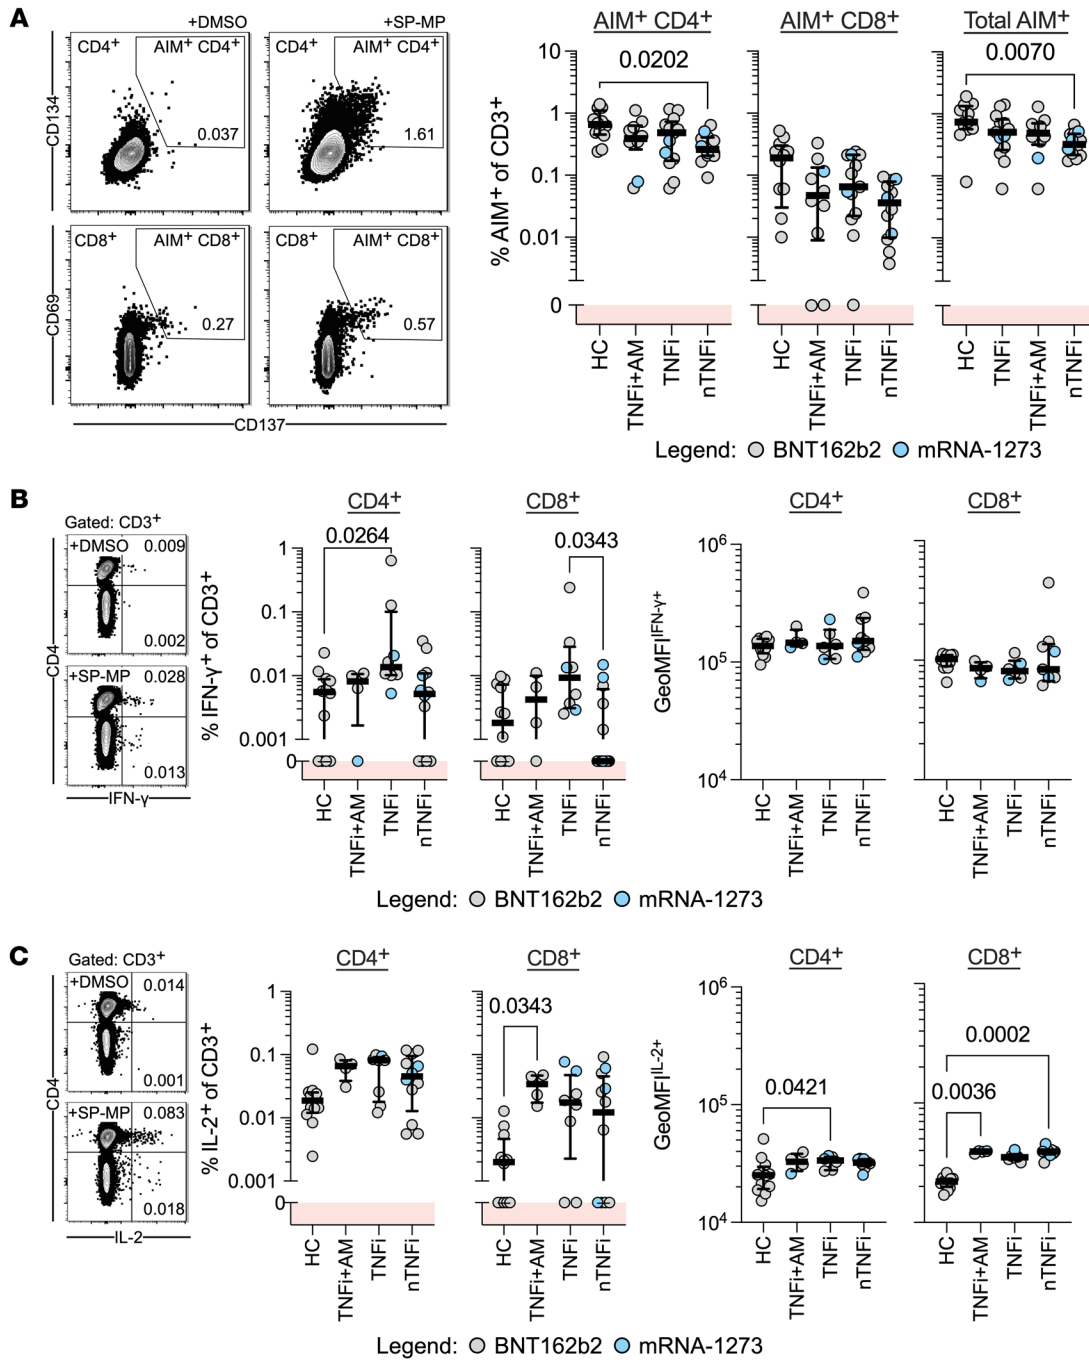 A
+DMSO
+SP-MP
CD4+
AIM+ CD4+
CD4+
AIM+ CD4+
0.037
1.61
CD134
CD8+
AIM+ CD8+
CD8+
AIM+ CD8+
0.27
0.57
CD69
CD137
AIM+ CD4+
AIM+ CD8+
Total AIM+
0.0202
0.0070
% AIM+ of CD3+
10
1
0.1
0.01
0
HC
TNFi+AM
TNFi
nTNFi
HC
TNFi+AM
TNFi
nTNFi
HC
TNFi
TNFi+AM
nTNFi
Legend: BNT162b2 mRNA-1273
B
Gated: CD3+
+DMSO
0.009
0.002
+SP-MP
0.028
0.013
CD4
IFN-γ
CD4+
CD8+
CD4+
CD8+
0.0264
0.0343
% IFN-γ+ of CD3+
1
0.1
0.01
0.001
0
GeoMFI IFN-γ+
10^6
10^5
10^4
HC
TNFi+AM
TNFi
nTNFi
HC
TNFi+AM
TNFi
nTNFi
HC
TNFi+AM
TNFi
nTNFi
HC
TNFi+AM
TNFi
nTNFi
Legend: BNT162b2 mRNA-1273
C
Gated: CD3+
+DMSO
0.014
0.001
+SP-MP
0.083
0.018
CD4
IL-2
CD4+
CD8+
CD4+
CD8+
0.0343
0.0421
0.0002
0.0036
% IL-2+ of CD3+
1
0.1
0.01
0.001
0
GeoMFI IL-2+
10^6
10^5
10^4
HC
TNFi+AM
TNFi
nTNFi
HC
TNFi+AM
TNFi
nTNFi
HC
TNFi+AM
TNFi
nTNFi
HC
TNFi+AM
TNFi
nTNFi
Legend: BNT162b2 mRNA-1273